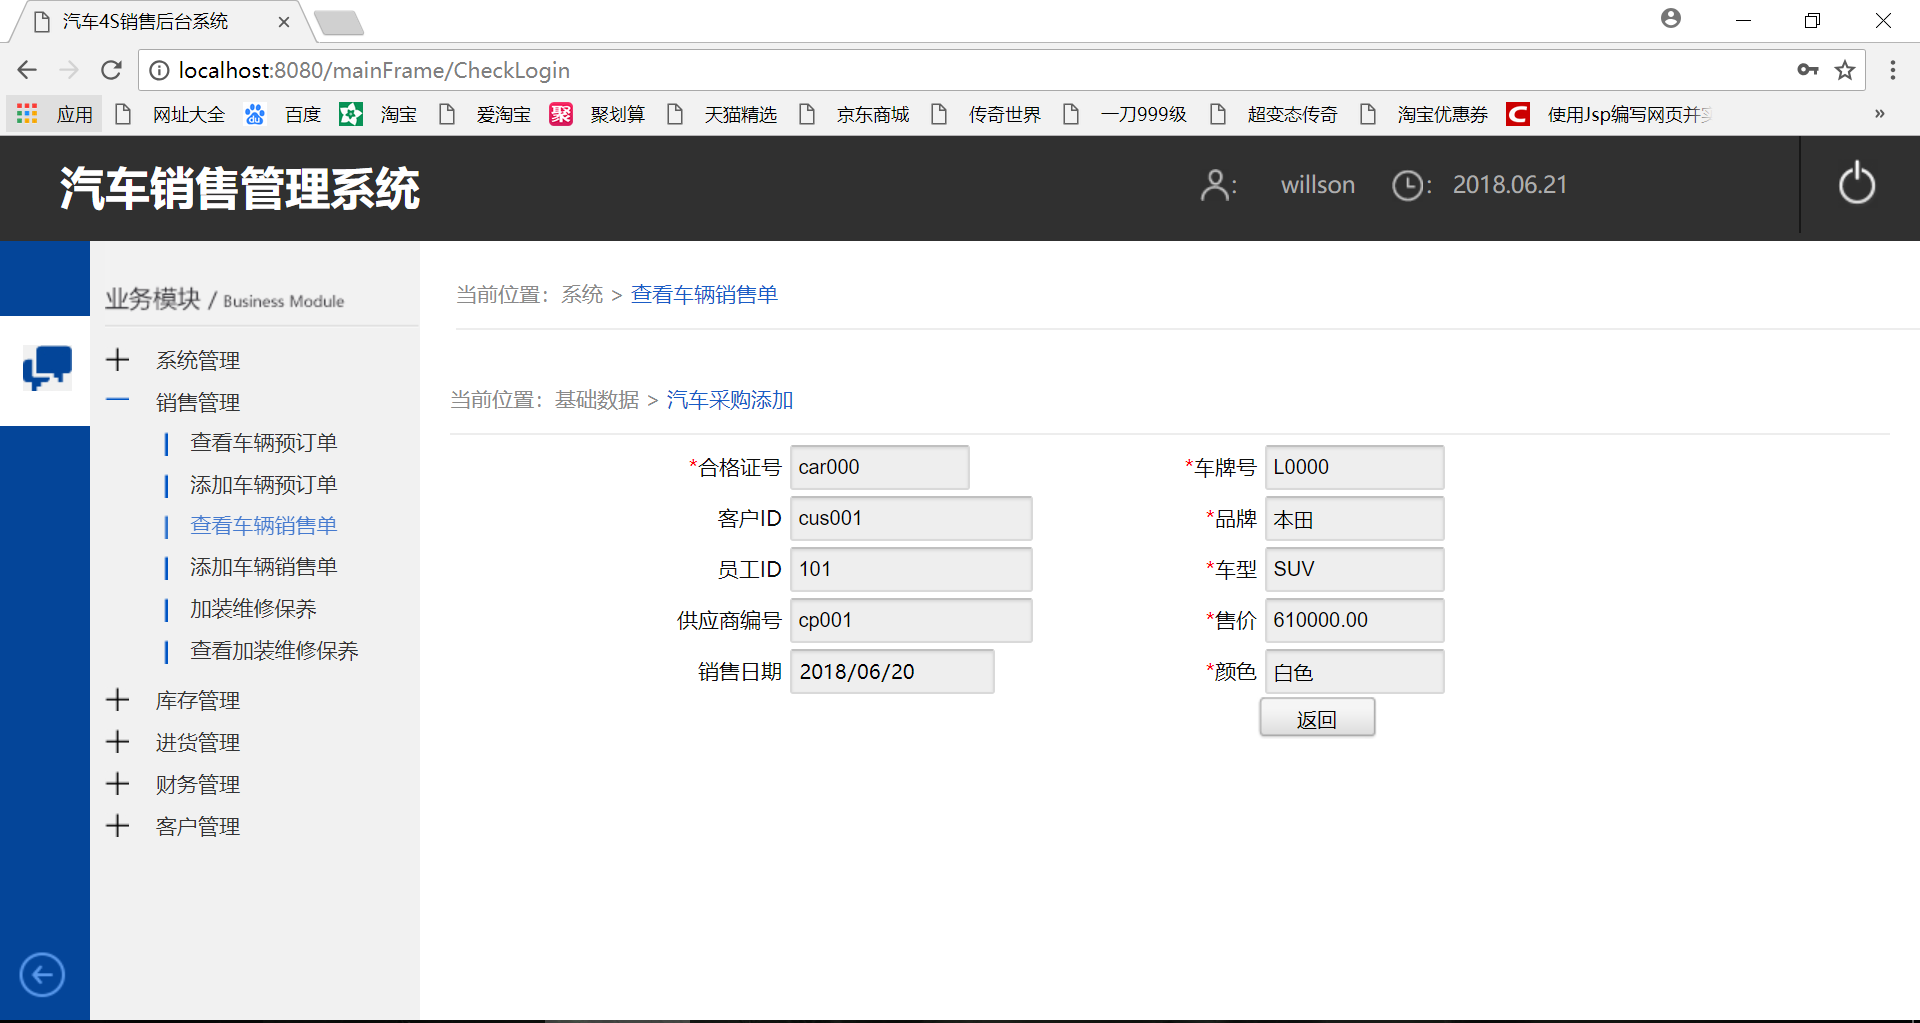 汽车4S销售后台系统
localhost:8080/mainFrame/CheckLogin
应用 网址大全 百度 淘宝 爱淘宝 聚划算 天猫精选 京东商城 传奇世界 一刀999级 超变态传奇 淘宝优惠券 使用Jsp编写网页并 »
汽车销售管理系统
: willson : 2018.06.21
业务模块 / Business Module
系统管理
销售管理
查看车辆预订单
添加车辆预订单
查看车辆销售单
添加车辆销售单
加装维修保养
查看加装维修保养
库存管理
进货管理
财务管理
客户管理
当前位置：系统 > 查看车辆销售单
当前位置：基础数据 > 汽车采购添加
*合格证号 car000 *车牌号 L0000
客户ID cus001 *品牌 本田
员工ID 101 *车型 SUV
供应商编号 cp001 *售价 610000.00
销售日期 2018/06/20 *颜色 白色
返回